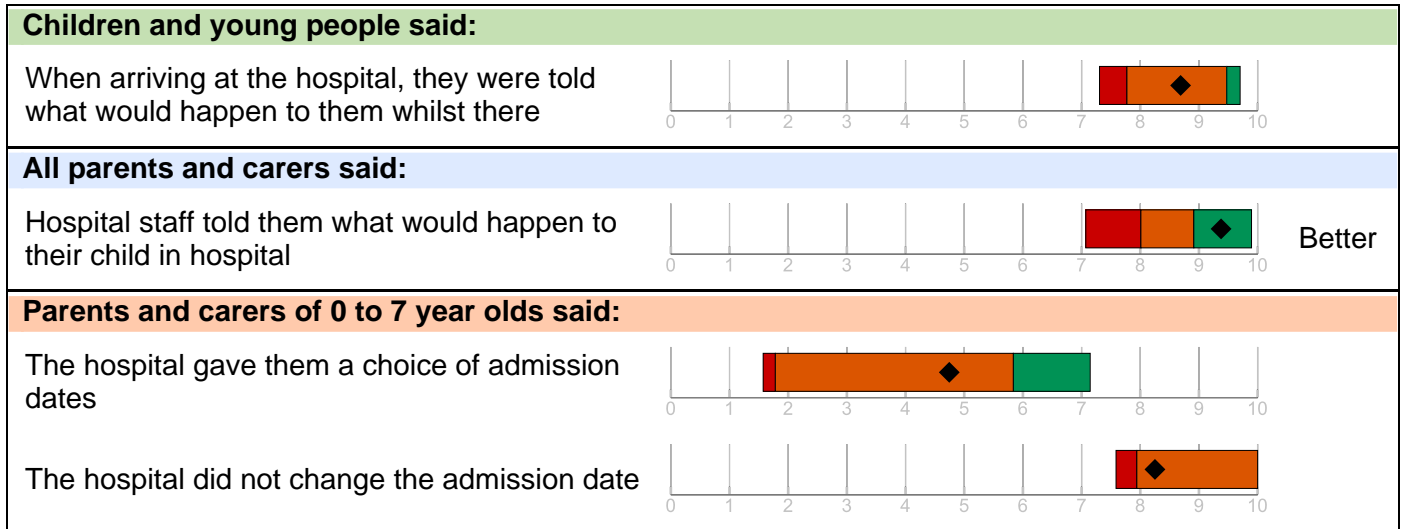 Children and young people said:
When arriving at the hospital, they were told
what would happen to them whilst there
0 1 2 3 4 5 6 7 8 9 10
All parents and carers said:
Hospital staff told them what would happen to
their child in hospital
0 1 2 3 4 5 6 7 8 9 10
Better
Parents and carers of 0 to 7 year olds said:
The hospital gave them a choice of admission
dates
0 1 2 3 4 5 6 7 8 9 10
The hospital did not change the admission date
0 1 2 3 4 5 6 7 8 9 10